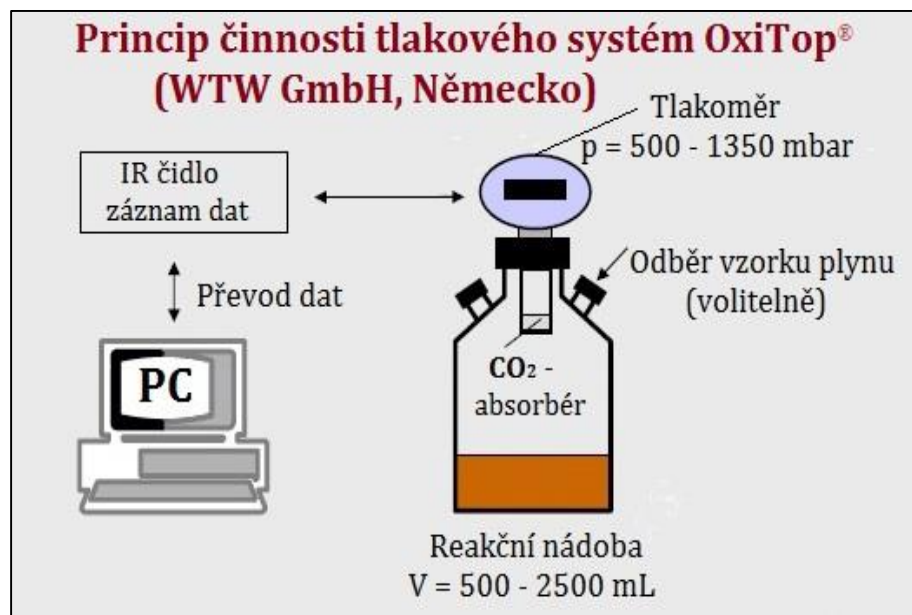 Princip činnosti tlakového systém OxiTop®
(WTW GmbH, Německo)
Tlakoměr
p = 500 - 1350 mbar
IR čidlo
záznam dat
Odběr vzorku plynu
(volitelně)
Převod dat
CO₂ -
absorbér
PC
Reakční nádoba
V = 500 - 2500 mL